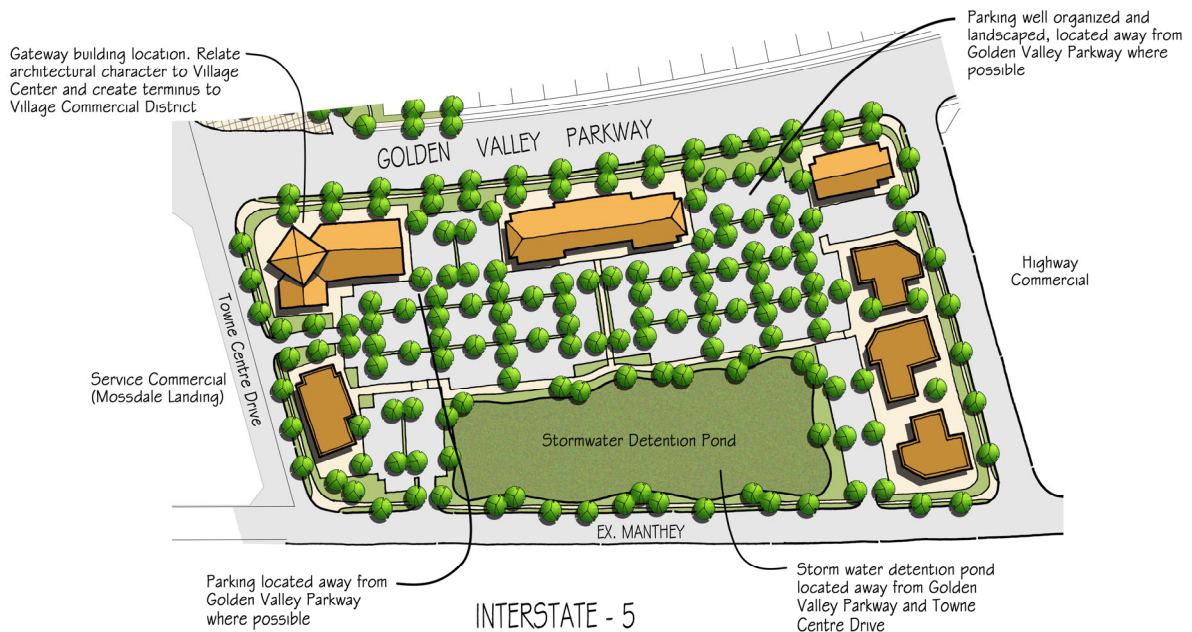 Parking well organized and
landscaped, located away from
Golden Valley Parkway where
possible
Gateway building location. Relate
architectural character to Village
Center and create terminus to
Village Commercial District
GOLDEN VALLEY PARKWAY
Highway
Commercial
Towne Centre Drive
Service Commercial
(Mossdale Landing)
Stormwater Detention Pond
EX. MANTHEY
Parking located away from
Golden Valley Parkway
where possible
Storm water detention pond
located away from Golden
Valley Parkway and Towne
Centre Drive
INTERSTATE - 5